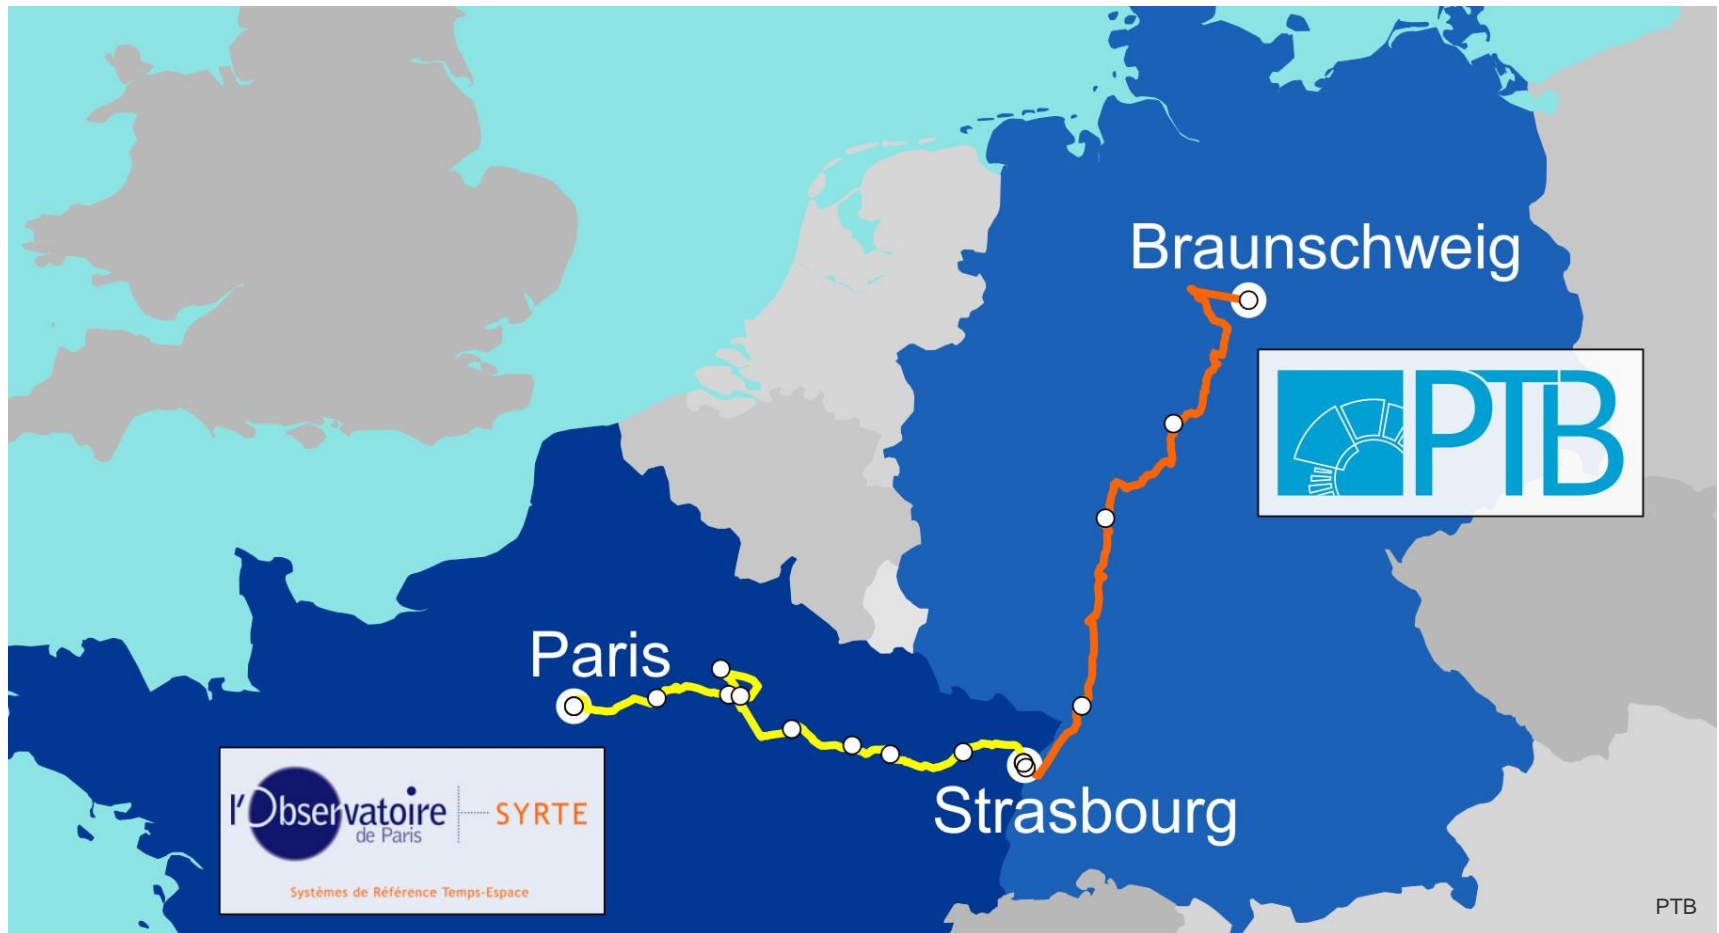 Braunschweig
PTB
Paris
Strasbourg
l'Observatoire
de Paris
SYRTE
Systèmes de Référence Temps-Espace
PTB